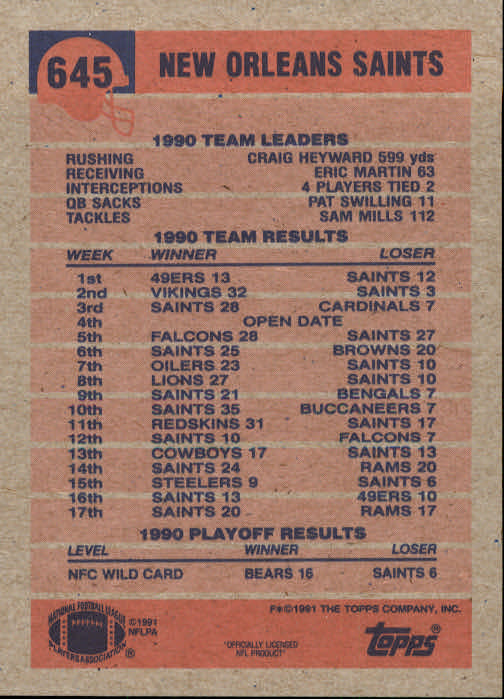 645 NEW ORLEANS SAINTS
1990 TEAM LEADERS
RUSHING CRAIG HEYWARD 599 yds
RECEIVING ERIC MARTIN 63
INTERCEPTIONS 4 PLAYERS TIED 2
QB SACKS PAT SWILLING 11
TACKLES SAM MILLS 112
1990 TEAM RESULTS
WEEK WINNER LOSER
1st 49ERS 13 SAINTS 12
2nd VIKINGS 32 SAINTS 3
3rd SAINTS 28 CARDINALS 7
4th OPEN DATE
5th FALCONS 28 SAINTS 27
6th SAINTS 25 BROWNS 20
7th OILERS 23 SAINTS 10
8th LIONS 27 SAINTS 10
9th SAINTS 21 BENGALS 7
10th SAINTS 35 BUCCANEERS 7
11th REDSKINS 31 SAINTS 17
12th SAINTS 10 FALCONS 7
13th COWBOYS 17 SAINTS 13
14th SAINTS 24 RAMS 20
15th STEELERS 9 SAINTS 6
16th SAINTS 13 49ERS 10
17th SAINTS 20 RAMS 17
1990 PLAYOFF RESULTS
LEVEL WINNER LOSER
NFC WILD CARD BEARS 16 SAINTS 6
F*©1991 THE TOPPS COMPANY, INC.
NATIONAL FOOTBALL LEAGUE
PLAYERS ASSOCIATION ®
©1991
NFLPA
"OFFICIALLY LICENSED
NFL PRODUCT"
topps®